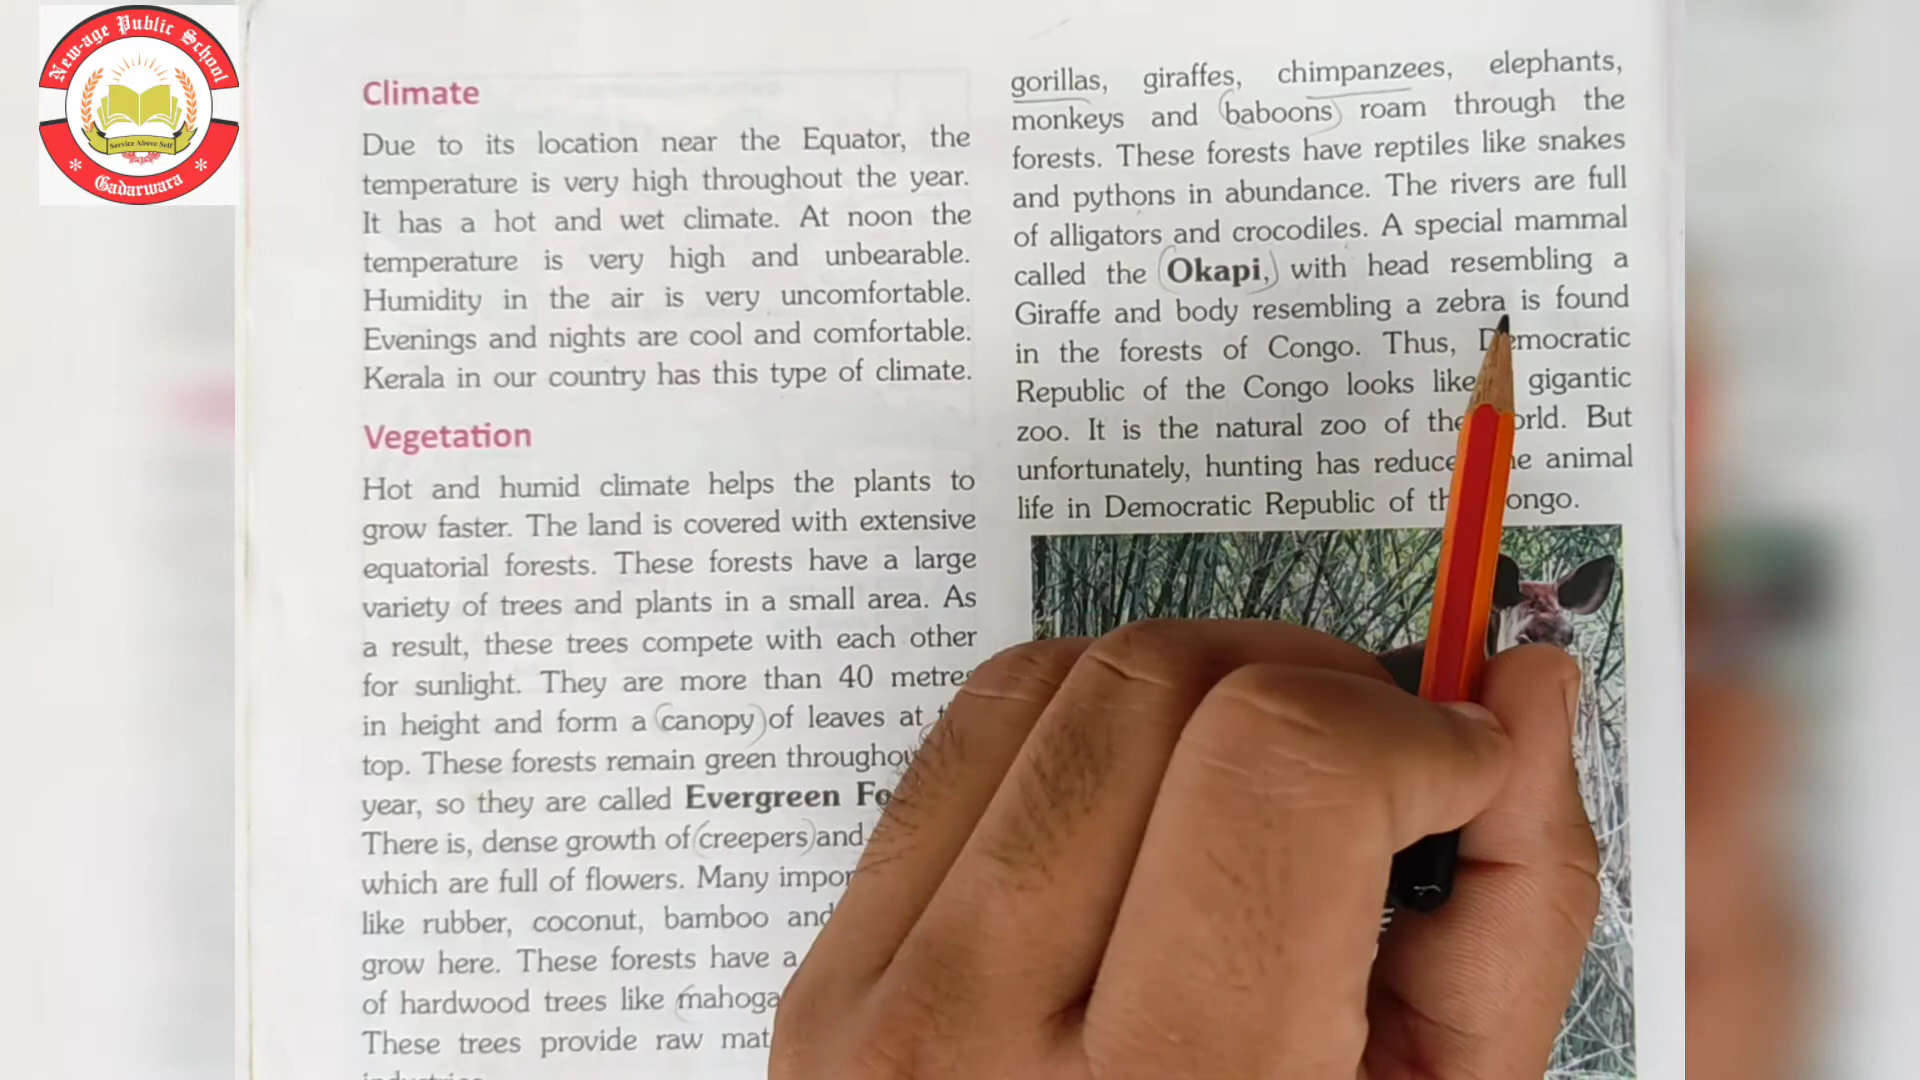 New-age Public School
Service Above Self
Gadarwara
Climate
Due to its location near the Equator, the
temperature is very high throughout the year.
It has a hot and wet climate. At noon the
temperature is very high and unbearable.
Humidity in the air is very uncomfortable.
Evenings and nights are cool and comfortable.
Kerala in our country has this type of climate.
Vegetation
Hot and humid climate helps the plants to
grow faster. The land is covered with extensive
equatorial forests. These forests have a large
variety of trees and plants in a small area. As
a result, these trees compete with each other
for sunlight. They are more than 40 metres
in height and form a canopy of leaves at
top. These forests remain green
year, so they are called Evergreen
There is, dense growth of creepers and
which are full of flowers. Many
like rubber, coconut, bamboo and
grow here. These forests have a
of hardwood trees like
These trees provide raw
gorillas, giraffes, chimpanzees, elephants,
monkeys and baboons roam through the
forests. These forests have reptiles like snakes
and pythons in abundance. The rivers are full
of alligators and crocodiles. A special mammal
called the Okapi, with head resembling a
Giraffe and body resembling a zebra is found
in the forests of Congo. Thus, Democratic
Republic of the Congo looks like gigantic
zoo. It is the natural zoo of the world. But
unfortunately, hunting has reduced the animal
life in Democratic Republic of the Congo.